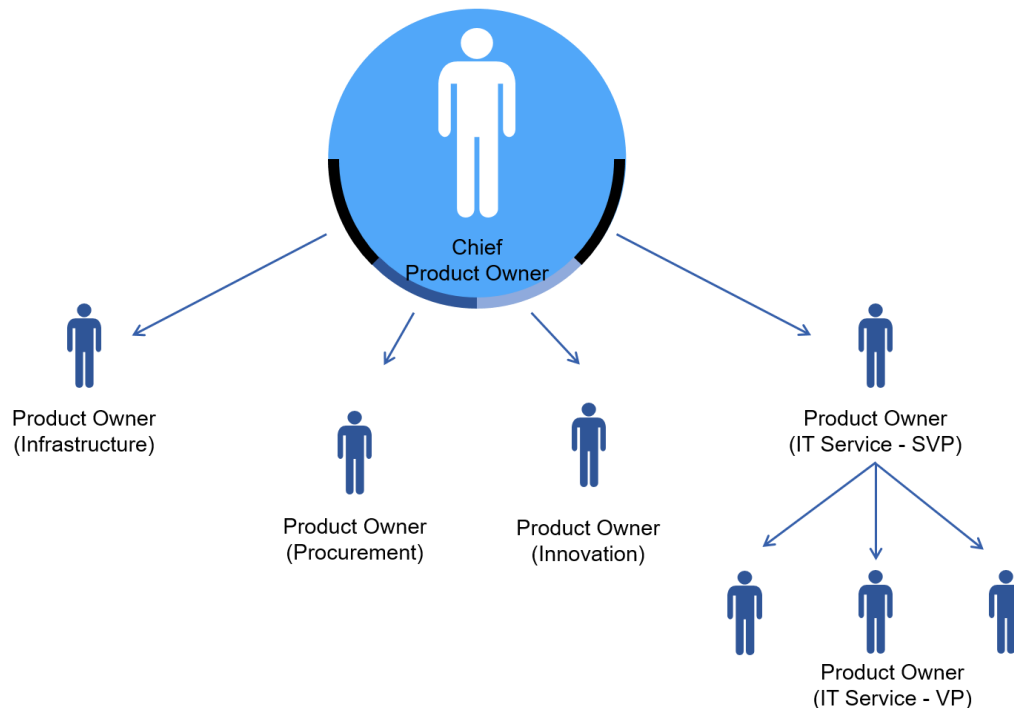 Chief
Product Owner
Product Owner
(Infrastructure)
Product Owner
(Procurement)
Product Owner
(Innovation)
Product Owner
(IT Service - SVP)
Product Owner
(IT Service - VP)